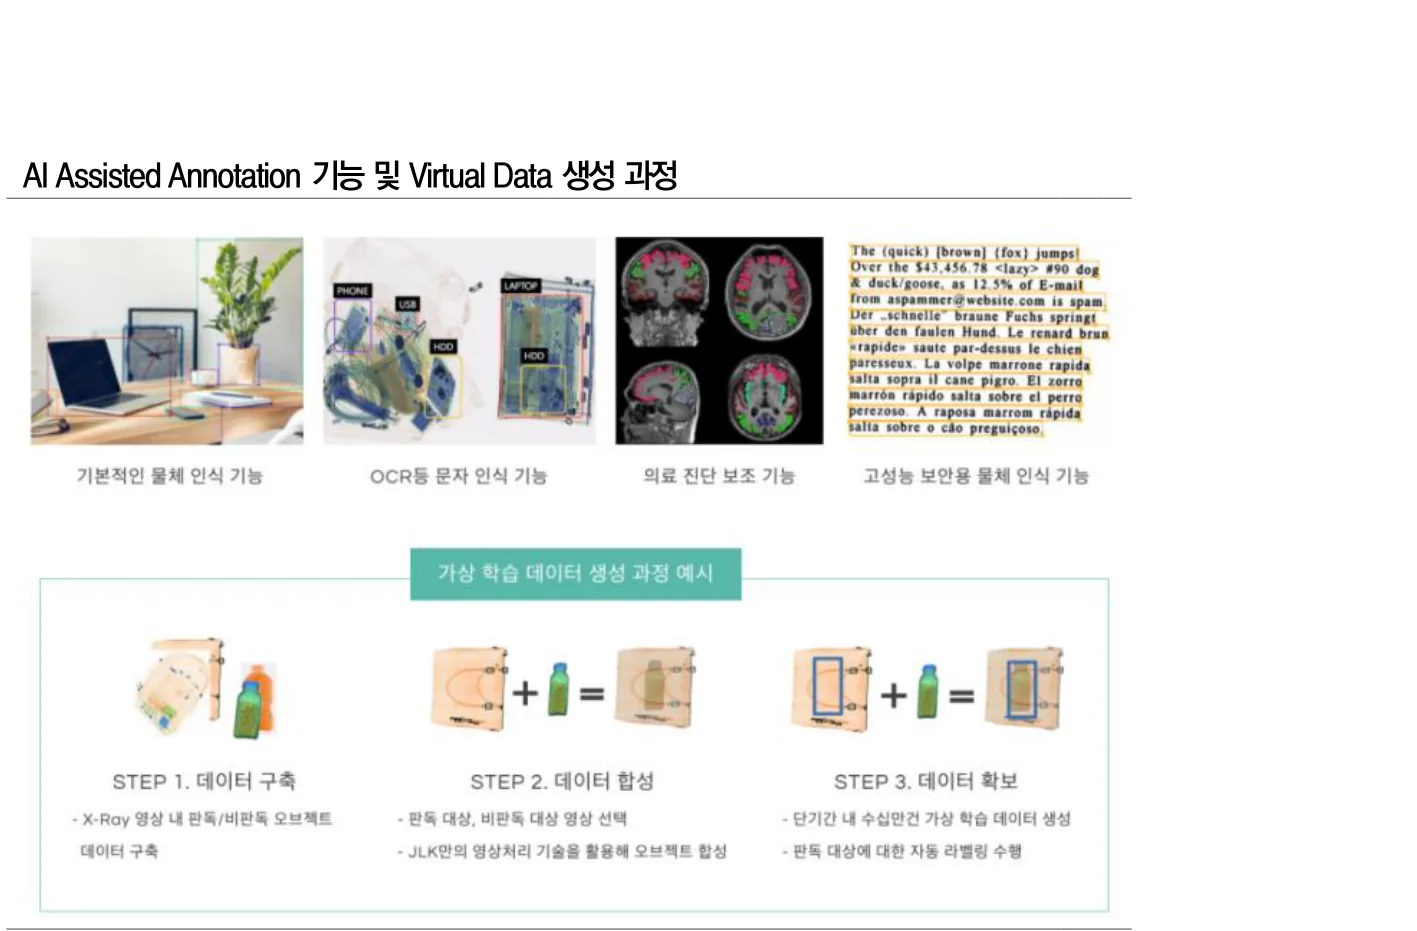 AI Assisted Annotation 기능 및 Virtual Data 생성 과정
PHONE
USB
HDD
LAPTOP
HDD
The (quick) [brown] {fox} jumps!
Over the $43,456.78 <lazy> #90 dog
& duck/goose, as 12.5% of E-mail
from aspammer@website.com is spam.
Der „schnelle" braune Fuchs springt
über den faulen Hund. Le renard brun
«rapide» saute par-dessus le chien
paresseux. La volpe marrone rapida
salta sopra il cane pigro. El zorro
marrón rápido salta sobre el perro
perezoso. A raposa marrom rápida
salta sobre o cão preguiçoso.
기본적인 물체 인식 기능
OCR등 문자 인식 기능
의료 진단 보조 기능
고성능 보안용 물체 인식 기능
가상 학습 데이터 생성 과정 예시
STEP 1. 데이터 구축
- X-Ray 영상 내 판독/비판독 오브젝트
데이터 구축
STEP 2. 데이터 합성
- 판독 대상, 비판독 대상 영상 선택
- JLK만의 영상처리 기술을 활용해 오브젝트 합성
STEP 3. 데이터 확보
- 단기간 내 수십만건 가상 학습 데이터 생성
- 판독 대상에 대한 자동 라벨링 수행